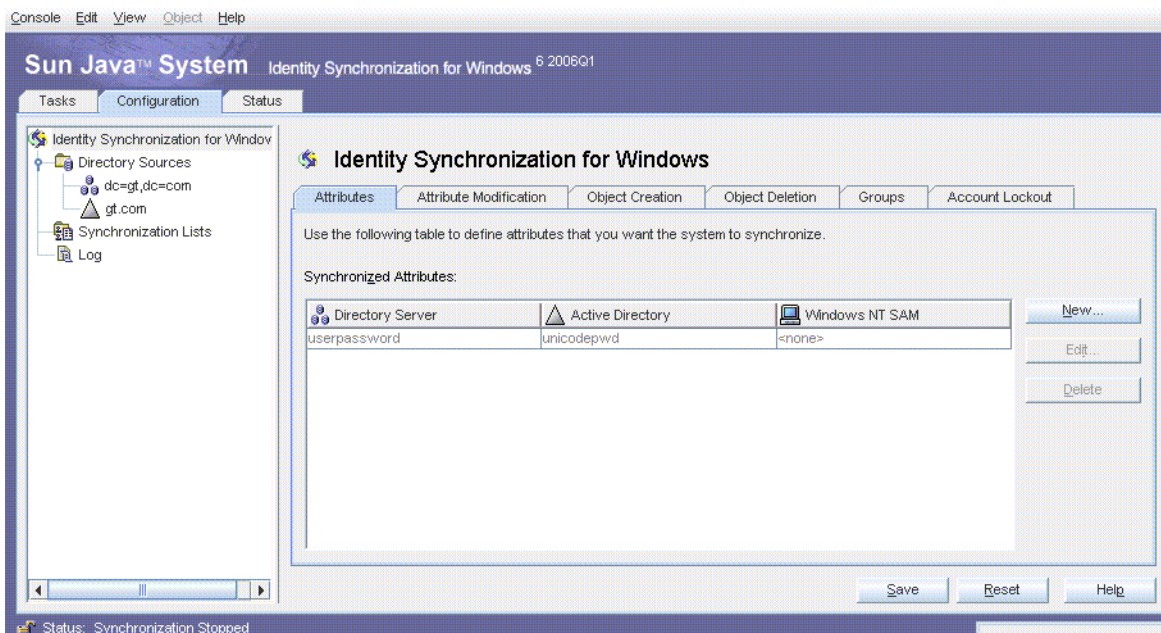 Console Edit View Object Help
Sun Java™ System Identity Synchronization for Windows 6 2006Q1
Tasks Configuration Status
Identity Synchronization for Window
Directory Sources
dc=gt,dc=com
gt.com
Synchronization Lists
Log
Identity Synchronization for Windows
Attributes Attribute Modification Object Creation Object Deletion Groups Account Lockout
Use the following table to define attributes that you want the system to synchronize.
Synchronized Attributes:
Directory Server Active Directory Windows NT SAM
userpassword unicodepwd <none>
New...
Edit...
Delete
Save Reset Help
Status: Synchronization Stopped